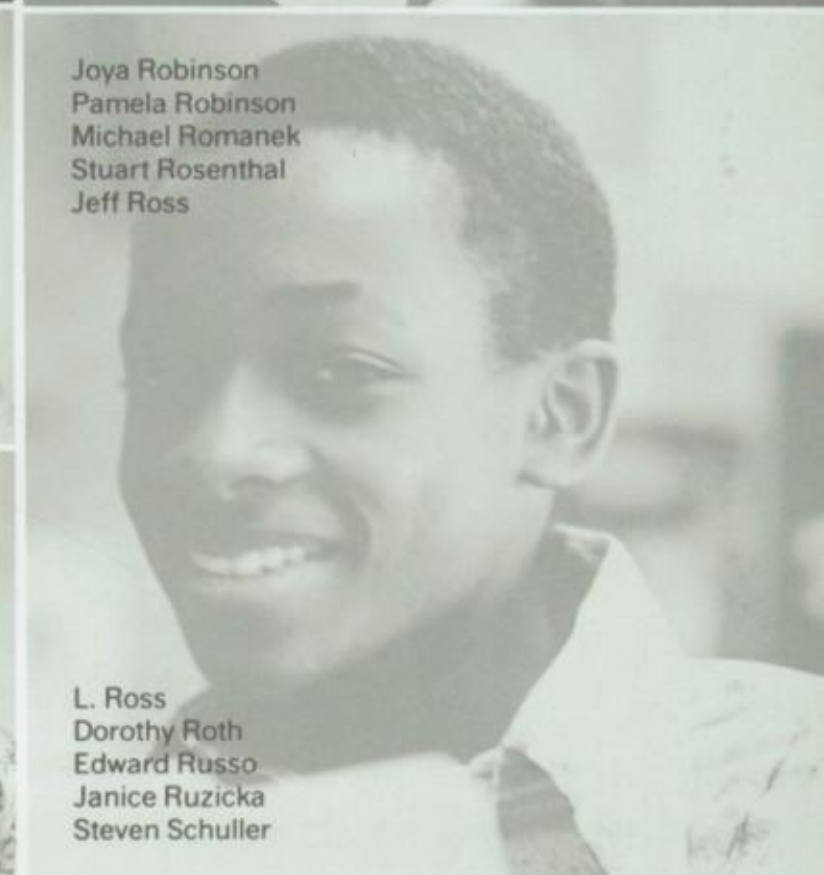 Joya Robinson
Pamela Robinson
Michael Romanek
Stuart Rosenthal
Jeff Ross
L. Ross
Dorothy Roth
Edward Russo
Janice Ruzicka
Steven Schuller